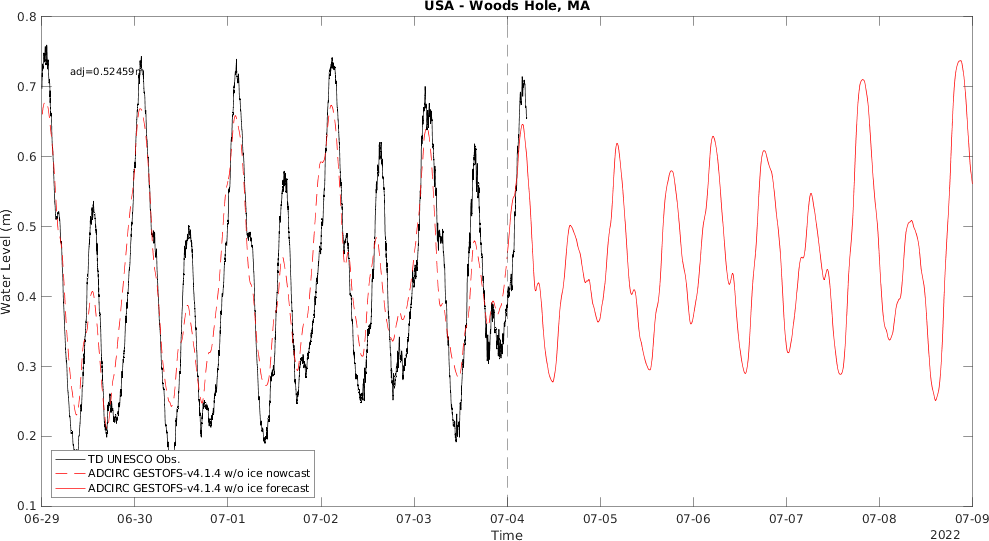 USA - Woods Hole, MA
0.8
adj=0.52459m
0.7
0.6
0.5
Water Level (m)
0.4
0.3
0.2
TD UNESCO Obs.
ADCIRC GESTOFS-v4.1.4 w/o ice nowcast
ADCIRC GESTOFS-v4.1.4 w/o ice forecast
0.1
06-29 06-30 07-01 07-02 07-03 07-04 07-05 07-06 07-07 07-08 07-09
Time 2022